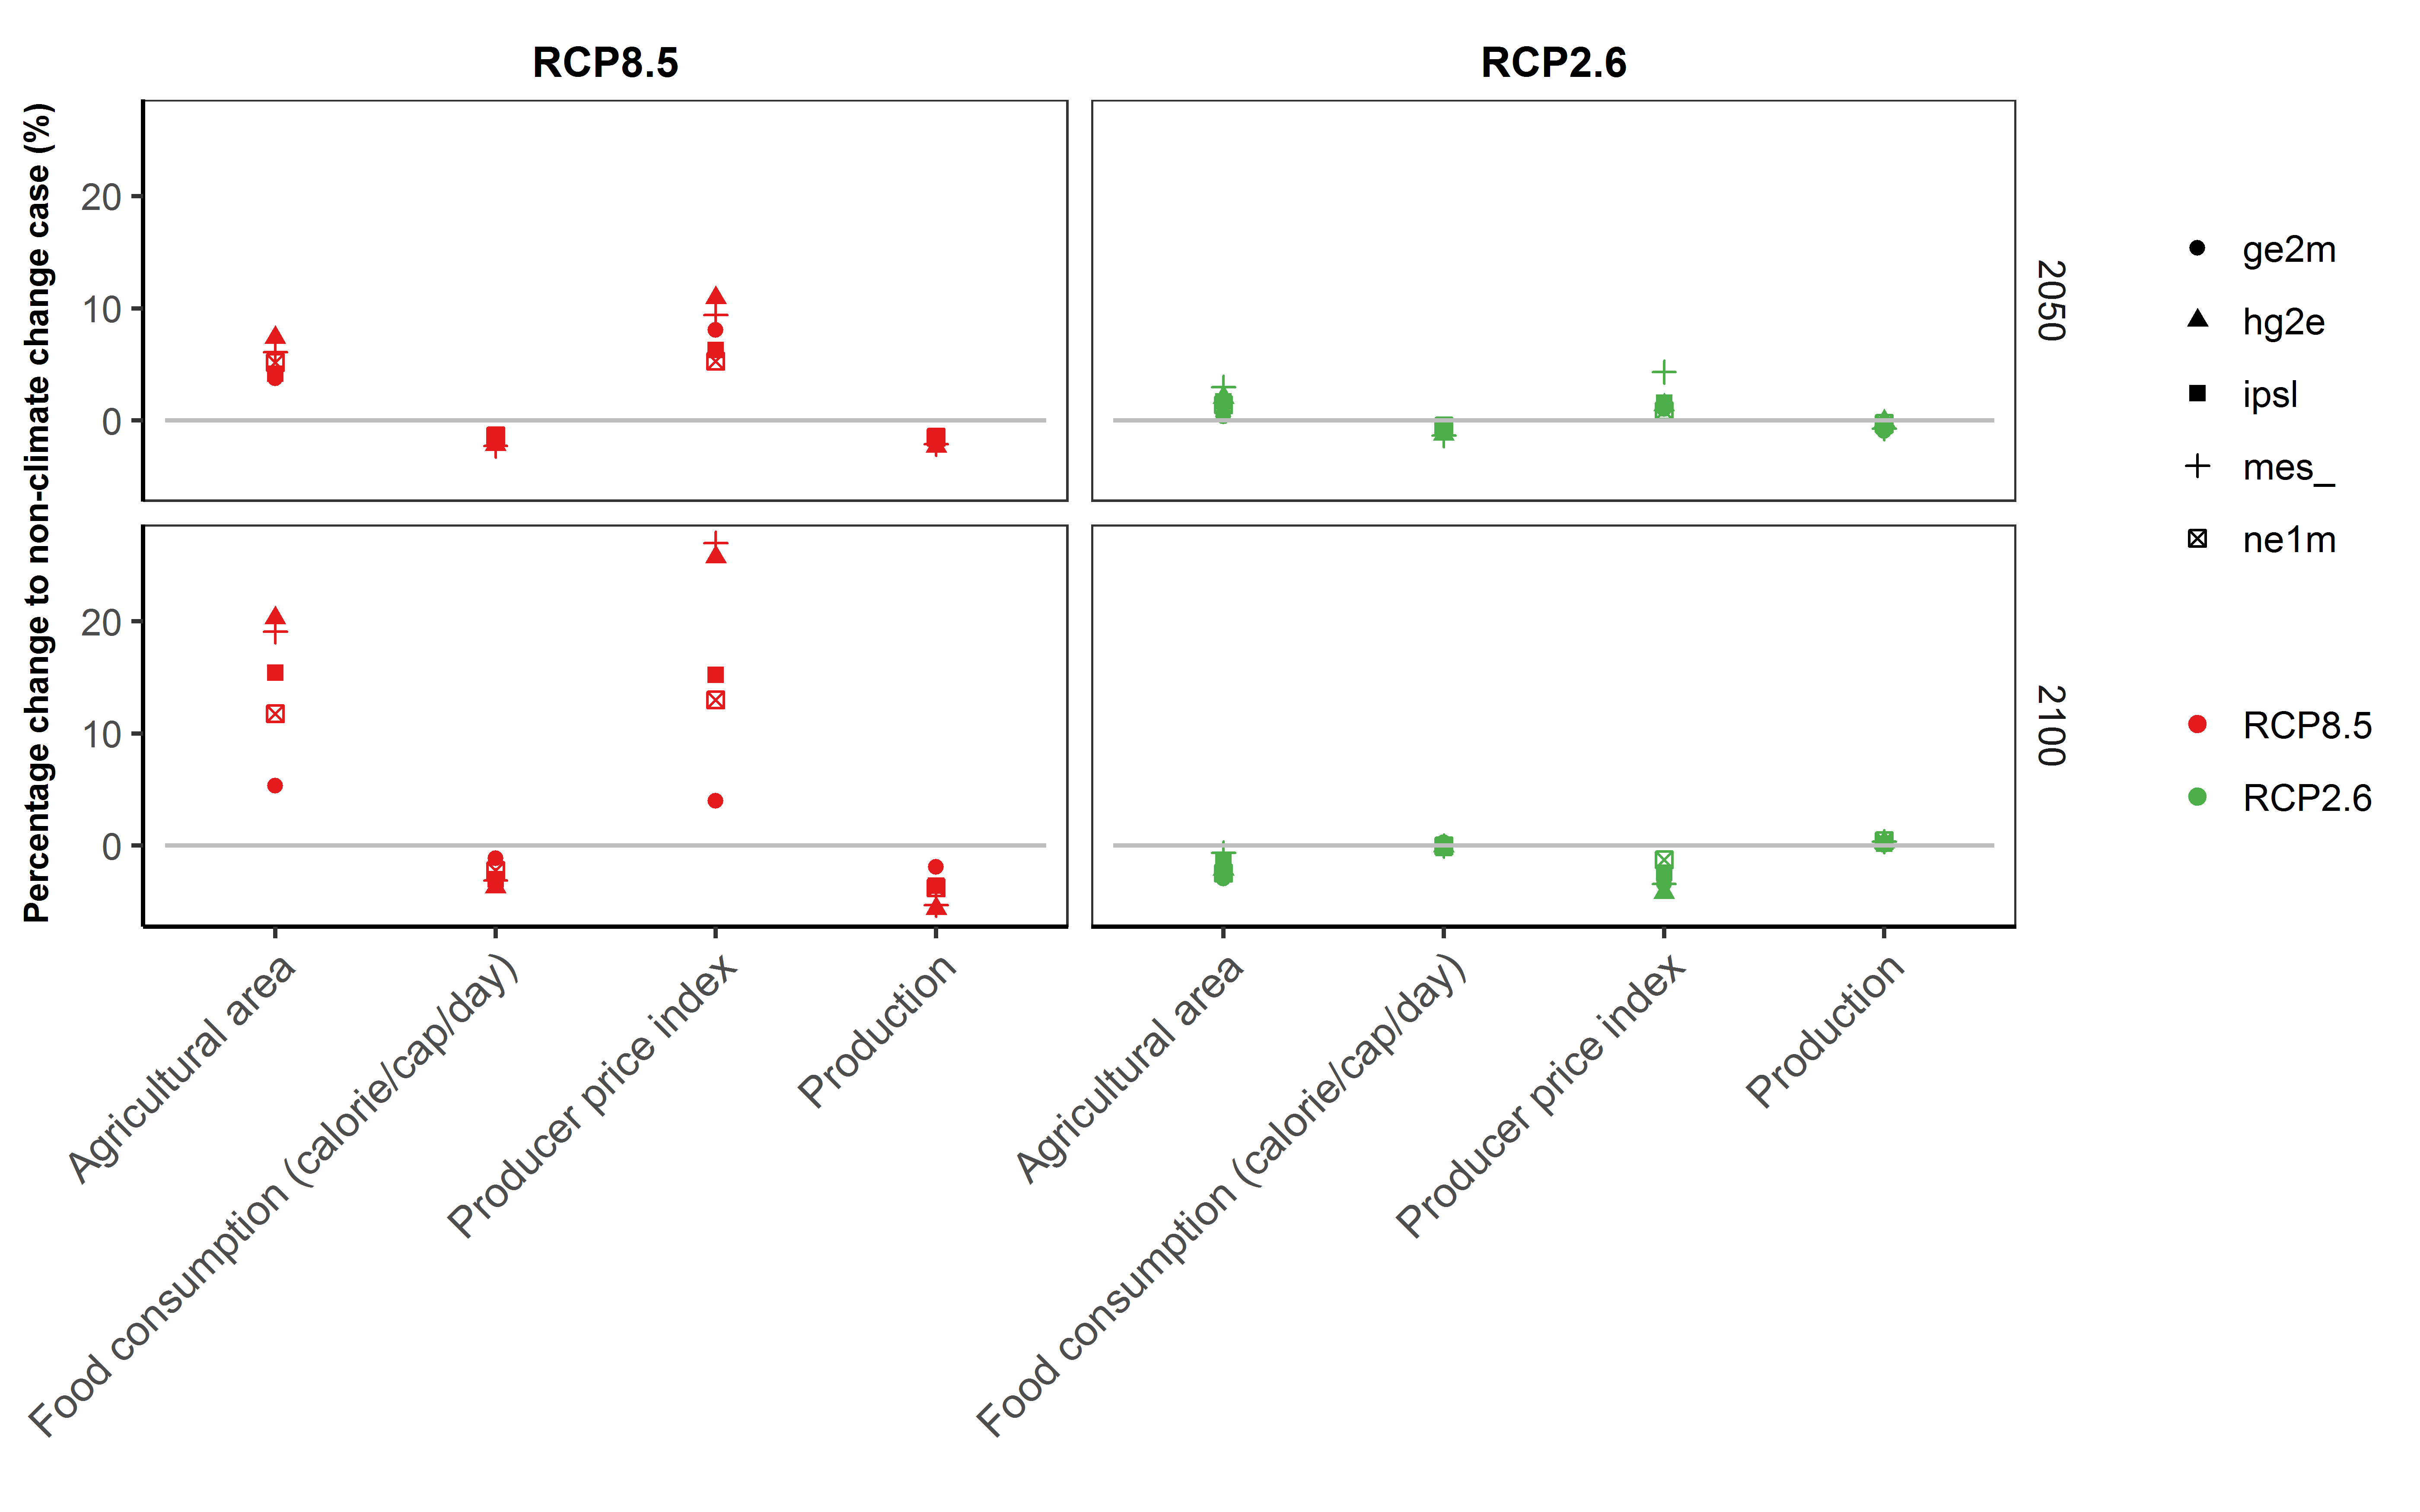 RCP8.5
RCP2.6
Percentage change to non-climate change case (%)
20
10
0
2050
20
10
0
2100
Agricultural area
Food consumption (calorie/cap/day)
Producer price index
Production
Agricultural area
Food consumption (calorie/cap/day)
Producer price index
Production
ge2m
hg2e
ipsl
mes_
ne1m
RCP8.5
RCP2.6